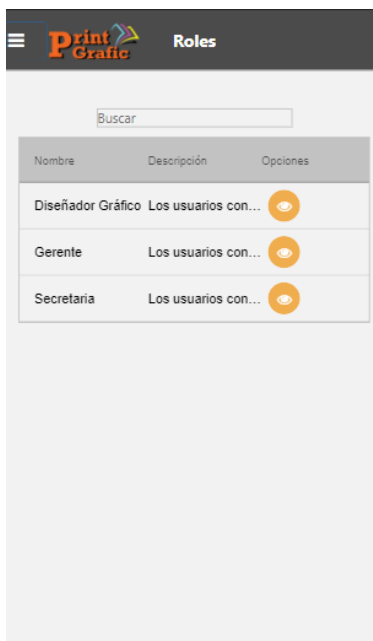 Print
Grafic
Roles
Buscar
Nombre Descripción Opciones
Diseñador Gráfico Los usuarios con...
Gerente Los usuarios con...
Secretaria Los usuarios con...